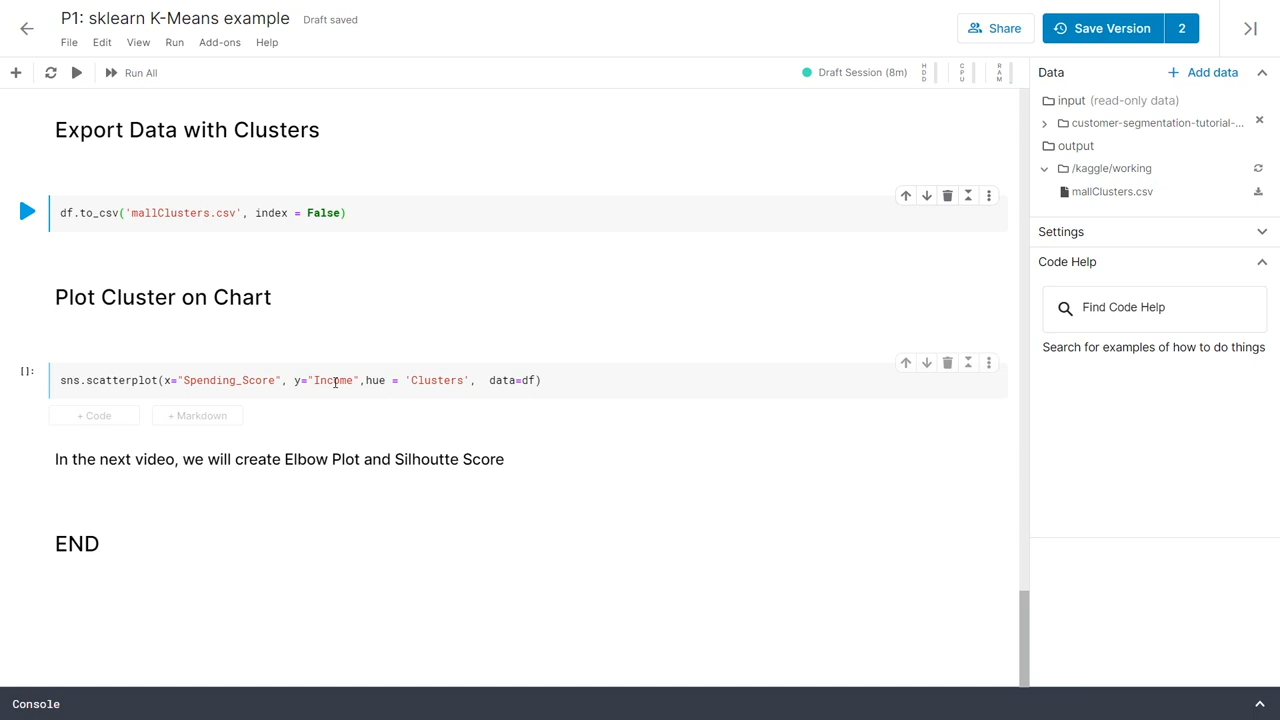 P1: sklearn K-Means example
Draft saved
File Edit View Run Add-ons Help
Share
Save Version 2
Run All
Draft Session (8m)
HDD
CPU
RAM
Data
Add data
input (read-only data)
customer-segmentation-tutorial-...
output
/kaggle/working
mallClusters.csv
Settings
Code Help
Find Code Help
Search for examples of how to do things
Export Data with Clusters
df.to_csv('mallClusters.csv', index = False)
Plot Cluster on Chart
[]:
sns.scatterplot(x="Spending_Score", y="Income",hue = 'Clusters',  data=df)
+ Code
+ Markdown
In the next video, we will create Elbow Plot and Silhoutte Score
END
Console